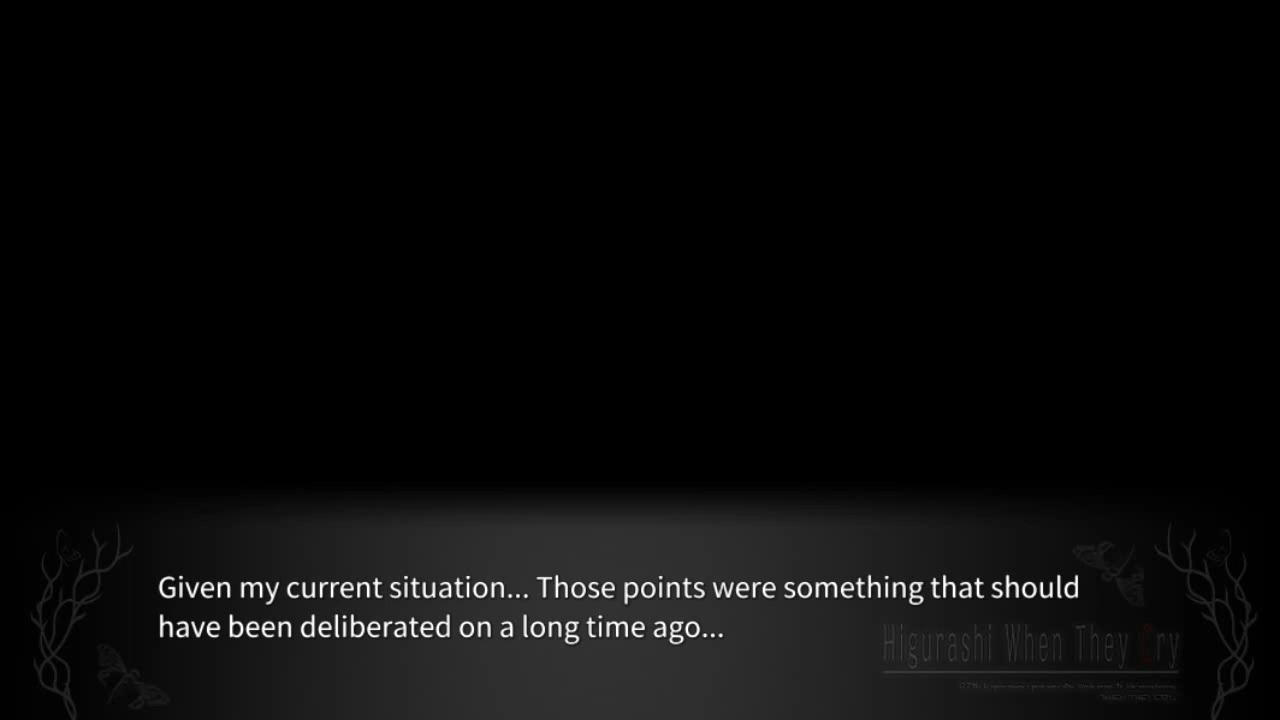 Given my current situation... Those points were something that should
have been deliberated on a long time ago...
Higurashi When They Cry